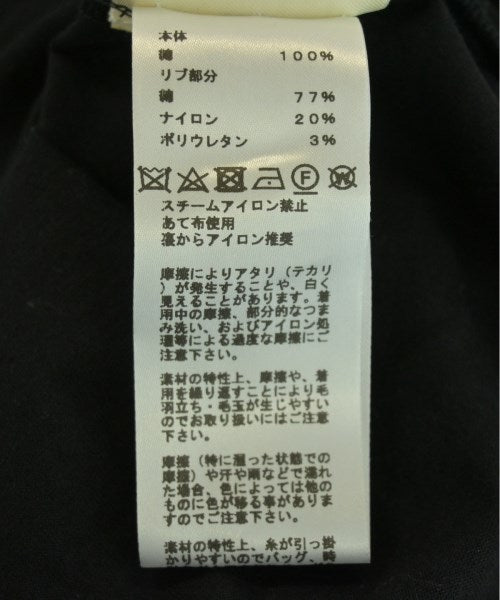 本体
綿 100%
リブ部分
綿 77%
ナイロン 20%
ポリウレタン 3%
F W
スチームアイロン禁止
あて布使用
裏からアイロン推奨
摩擦によりアタリ（テカリ
）が発生することや、白く
見えることがあります。着
用中の摩擦、部分的なつま
み洗い、およびアイロン処
理等による過度な摩擦にご
注意下さい。
素材の特性上、摩擦や、着
用を繰り返すことにより毛
羽立ち・毛玉が生じやすい
のでお取り扱いにはご注意
下さい。
摩擦（特に湿った状態での
摩擦）や汗や雨などで濡れ
た場合、色によっては他の
ものに色が移る事がありま
すのでご注意下さい。
素材の特性上、糸が引っ掛
かりやすいのでバッグ、時